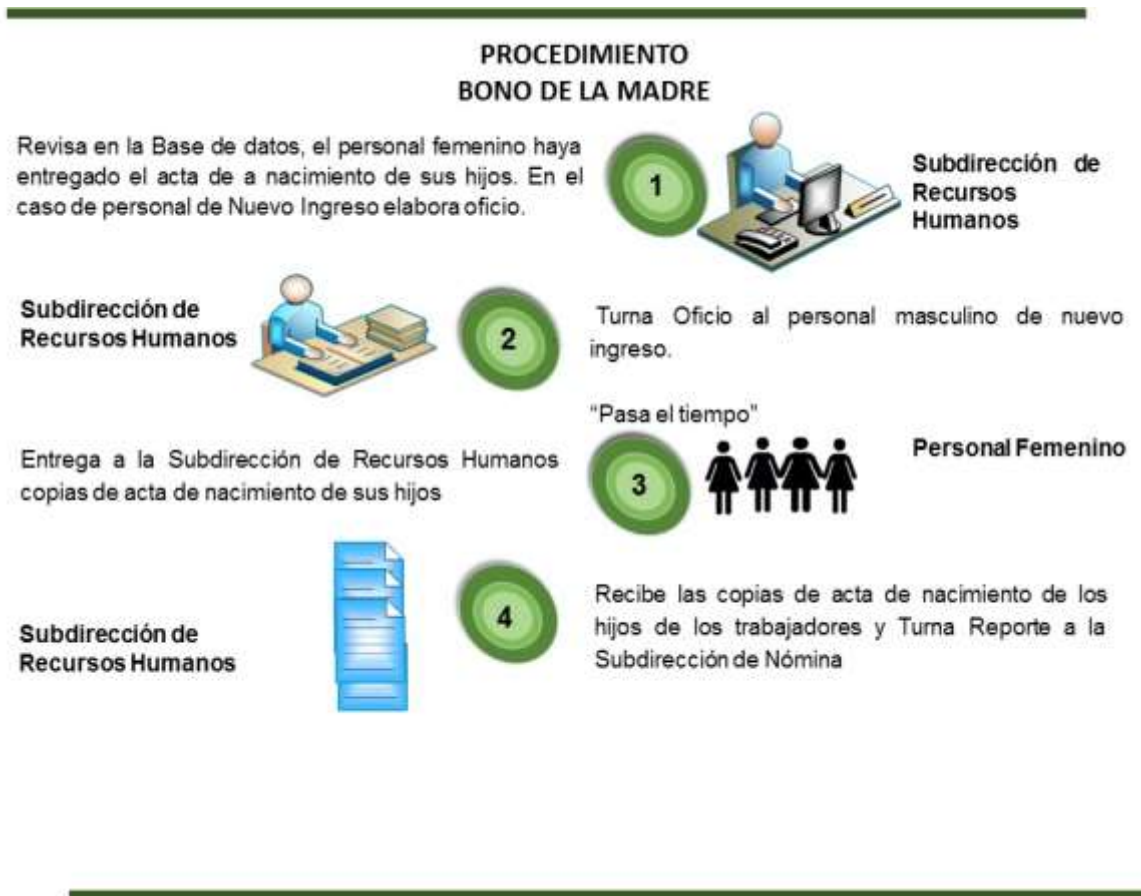 PROCEDIMIENTO
BONO DE LA MADRE
Revisa en la Base de datos, el personal femenino haya
entregado el acta de a nacimiento de sus hijos. En el
caso de personal de Nuevo Ingreso elabora oficio.
1
Subdirección de
Recursos
Humanos
Subdirección de
Recursos Humanos
2
Turna Oficio al personal masculino de nuevo
ingreso.
“Pasa el tiempo”
Entrega a la Subdirección de Recursos Humanos
copias de acta de nacimiento de sus hijos
3
Personal Femenino
Subdirección de
Recursos Humanos
4
Recibe las copias de acta de nacimiento de los
hijos de los trabajadores y Turna Reporte a la
Subdirección de Nómina